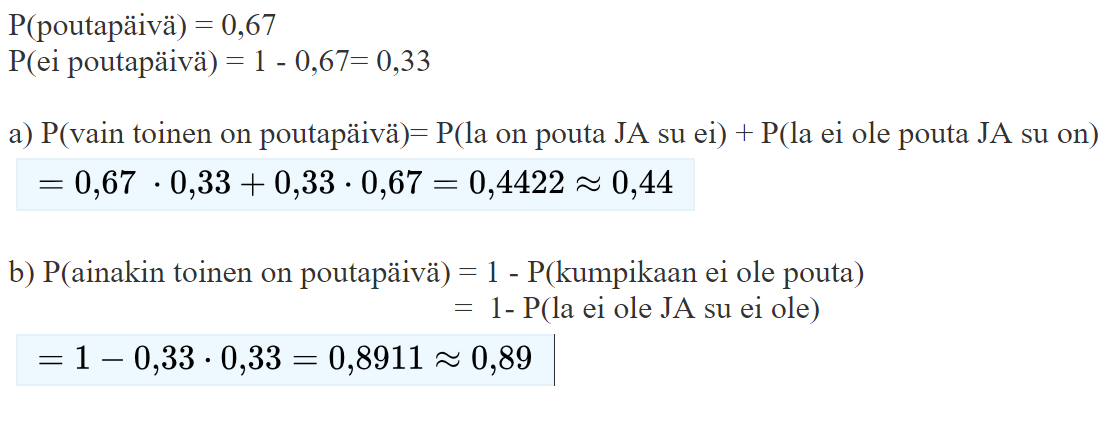 P(poutapäivä) = 0,67
P(ei poutapäivä) = 1 - 0,67= 0,33
a) P(vain toinen on poutapäivä)= P(la on pouta JA su ei) + P(la ei ole pouta JA su on)
= 0,67 · 0,33 + 0,33 · 0,67 = 0,4422 ≈ 0,44
b) P(ainakin toinen on poutapäivä) = 1 - P(kumpikaan ei ole pouta)
= 1- P(la ei ole JA su ei ole)
= 1 − 0,33 · 0,33 = 0,8911 ≈ 0,89